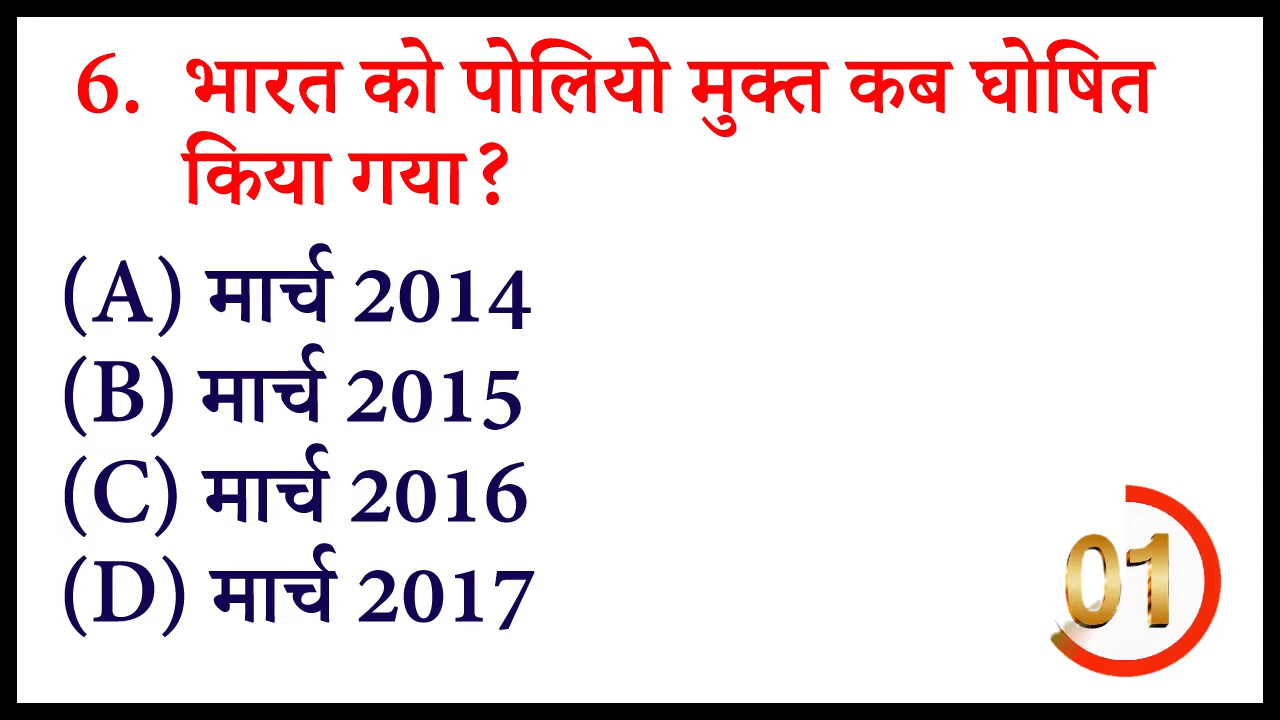 6. भारत को पोलियो मुक्त कब घोषित
किया गया?
(A) मार्च 2014
(B) मार्च 2015
(C) मार्च 2016
(D) मार्च 2017
01